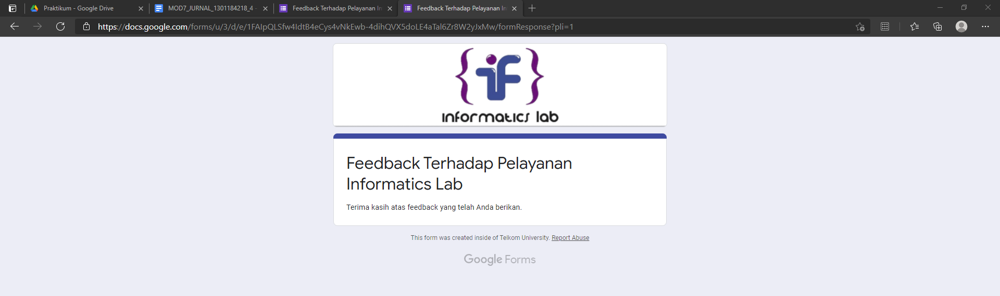 Praktikum - Google Drive
MOD7_JURNAL_1301184218_4 -
Feedback Terhadap Pelayanan In
Feedback Terhadap Pelayanan In
https://docs.google.com/forms/u/3/d/e/1FAIpQLSfw4IdtB4eCys4vNkEwb-4dihQVX5doLE4aTal6Zr8W2yJxMw/formResponse?pli=1
if
informatics lab
Feedback Terhadap Pelayanan
Informatics Lab
Terima kasih atas feedback yang telah Anda berikan.
This form was created inside of Telkom University. Report Abuse
Google Forms